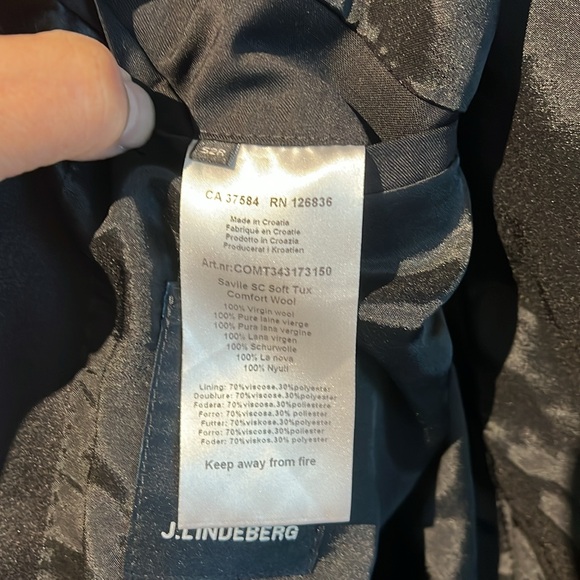 52R
CA 37584 RN 126836
Made in Croatia
Fabriqué en Croatie
Prodotto in Croazia
Producerat i Kroatien
Art.nr:COMT343173150
Savile SC Soft Tux
Comfort Wool
100% Virgin wool
100% Pure laine vierge
100% Pura lana vergine
100% Lana virgen
100% Schurwolle
100% La nova
100% Nyull
Lining: 70%viscose,30%polyester
Doublure: 70%viscose,30%polyester
Fodera: 70%viscosa,30%poliestere
Forro: 70%viscosa,30% poliester
Futter: 70%viskose,30%polyester
Forro: 70%viscosa,30%poliester
Foder: 70%viskos,30% polyester
Keep away from fire
J.LINDEBERG